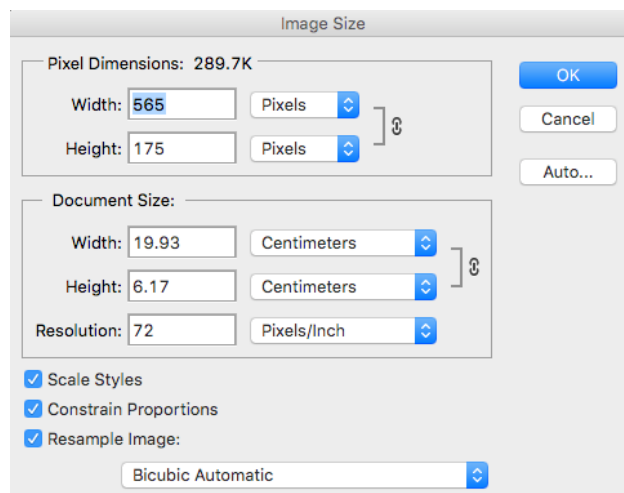 Image Size
Pixel Dimensions: 289.7K
Width: 565 Pixels
Height: 175 Pixels
OK
Cancel
Auto...
Document Size:
Width: 19.93 Centimeters
Height: 6.17 Centimeters
Resolution: 72 Pixels/Inch
Scale Styles
Constrain Proportions
Resample Image:
Bicubic Automatic